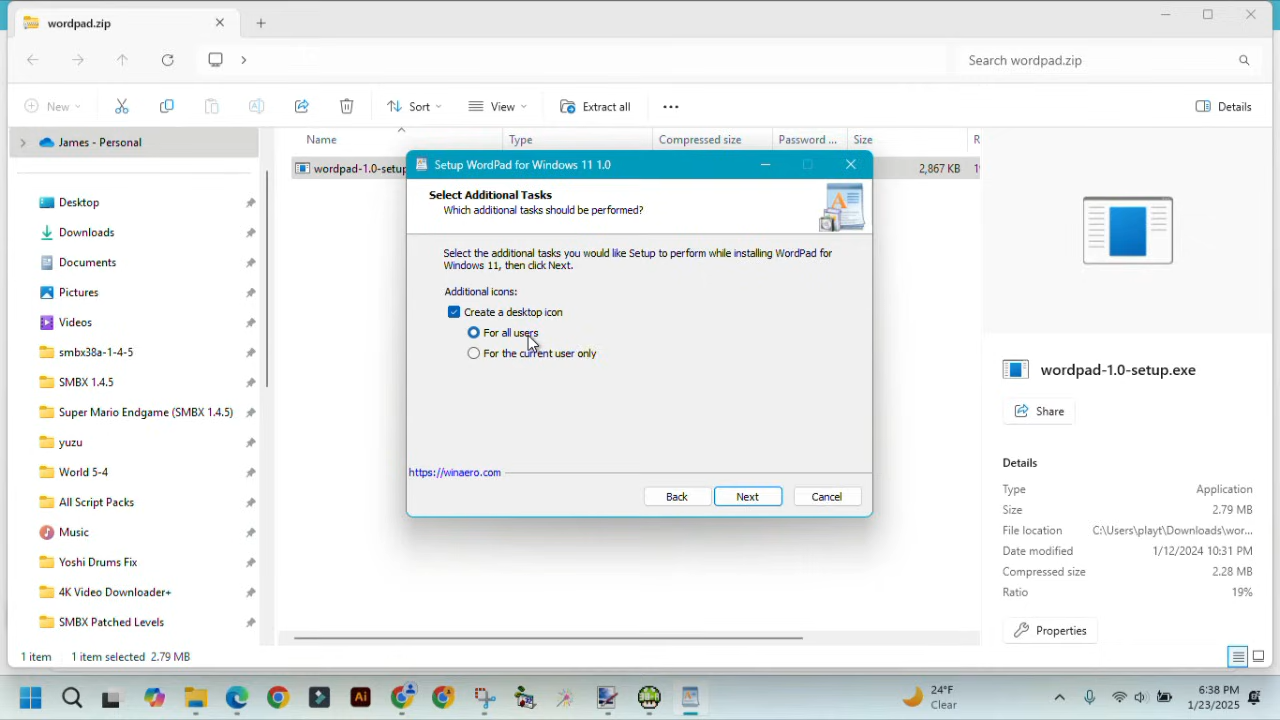 wordpad.zip
Search wordpad.zip
New
Sort
View
Extract all
Details
James - Personal
Name
Type
Compressed size
Password ...
Size
R
wordpad-1.0-setup
2,867 KB
1
Setup WordPad for Windows 11 1.0
Select Additional Tasks
Which additional tasks should be performed?
Select the additional tasks you would like Setup to perform while installing WordPad for
Windows 11, then click Next.
Additional icons:
Create a desktop icon
For all users
For the current user only
https://winaero.com
Back
Next
Cancel
Desktop
Downloads
Documents
Pictures
Videos
smbx38a-1-4-5
SMBX 1.4.5
Super Mario Endgame (SMBX 1.4.5)
yuzu
World 5-4
All Script Packs
Music
Yoshi Drums Fix
4K Video Downloader+
SMBX Patched Levels
wordpad-1.0-setup.exe
Share
Details
Type Application
Size 2.79 MB
File location C:\Users\playt\Downloads\wor...
Date modified 1/12/2024 10:31 PM
Compressed size 2.28 MB
Ratio 19%
Properties
1 item
1 item selected 2.79 MB
Ai
24°F
Clear
6:38 PM
1/23/2025